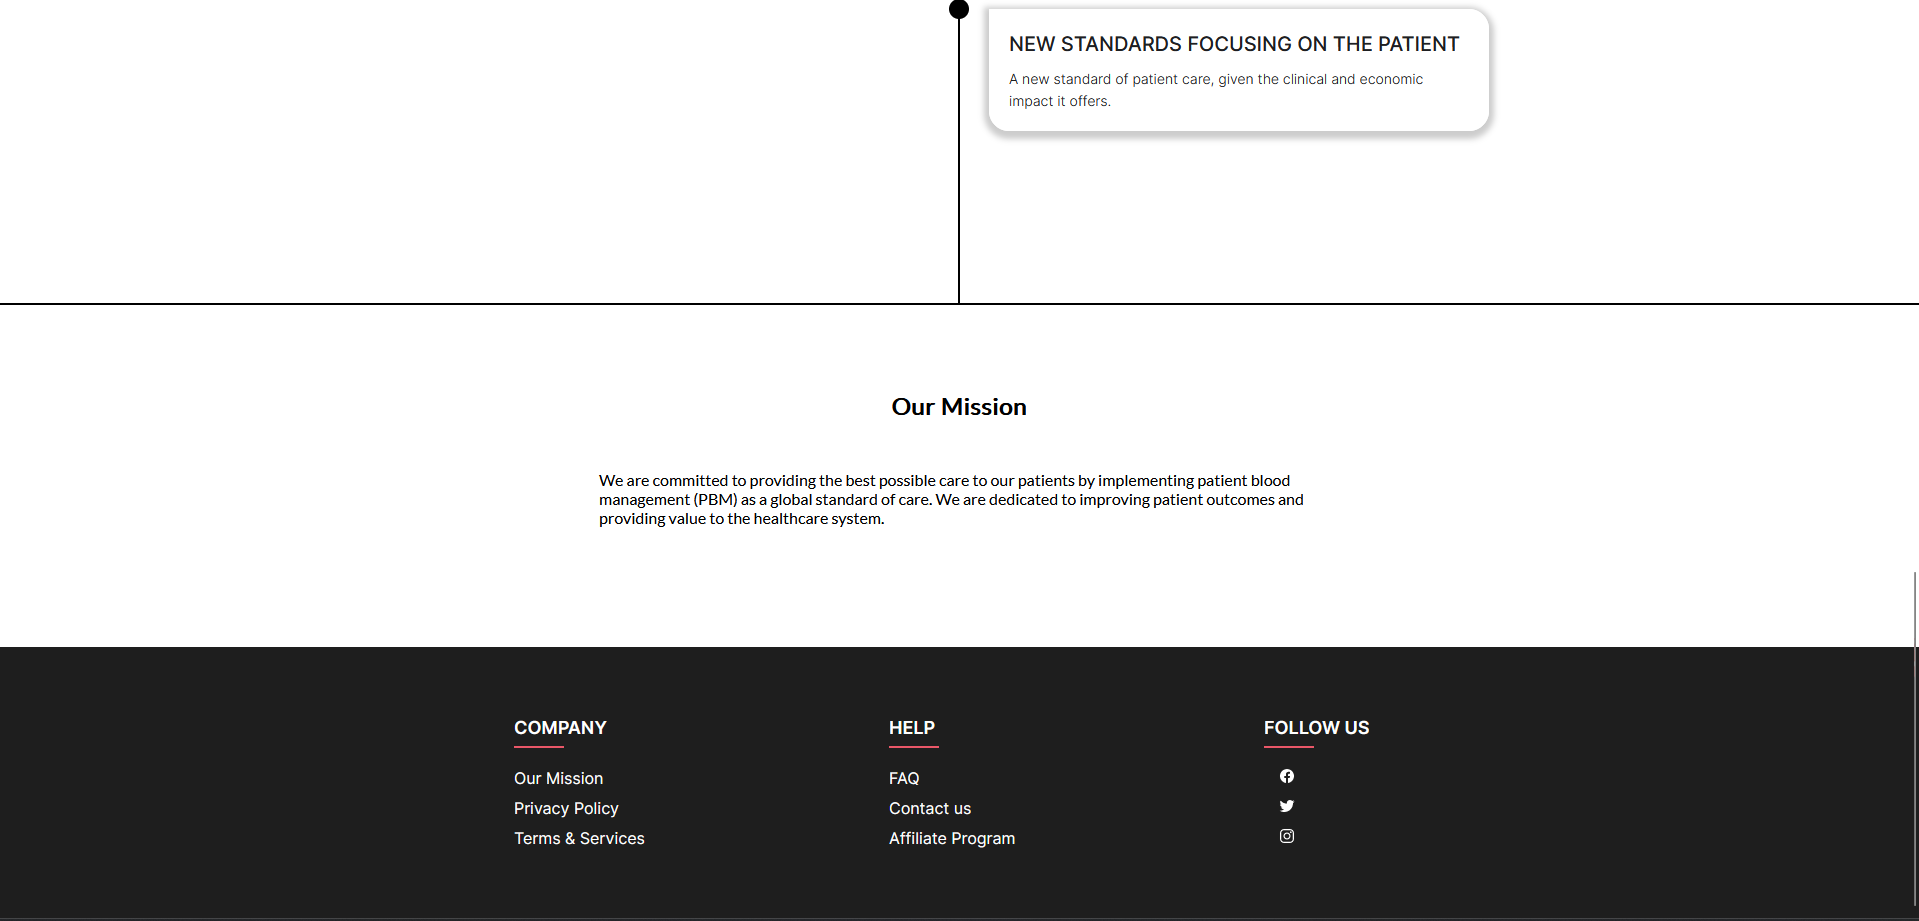 NEW STANDARDS FOCUSING ON THE PATIENT
A new standard of patient care, given the clinical and economic
impact it offers.
Our Mission
We are committed to providing the best possible care to our patients by implementing patient blood
management (PBM) as a global standard of care. We are dedicated to improving patient outcomes and
providing value to the healthcare system.
COMPANY
Our Mission
Privacy Policy
Terms & Services
HELP
FAQ
Contact us
Affiliate Program
FOLLOW US